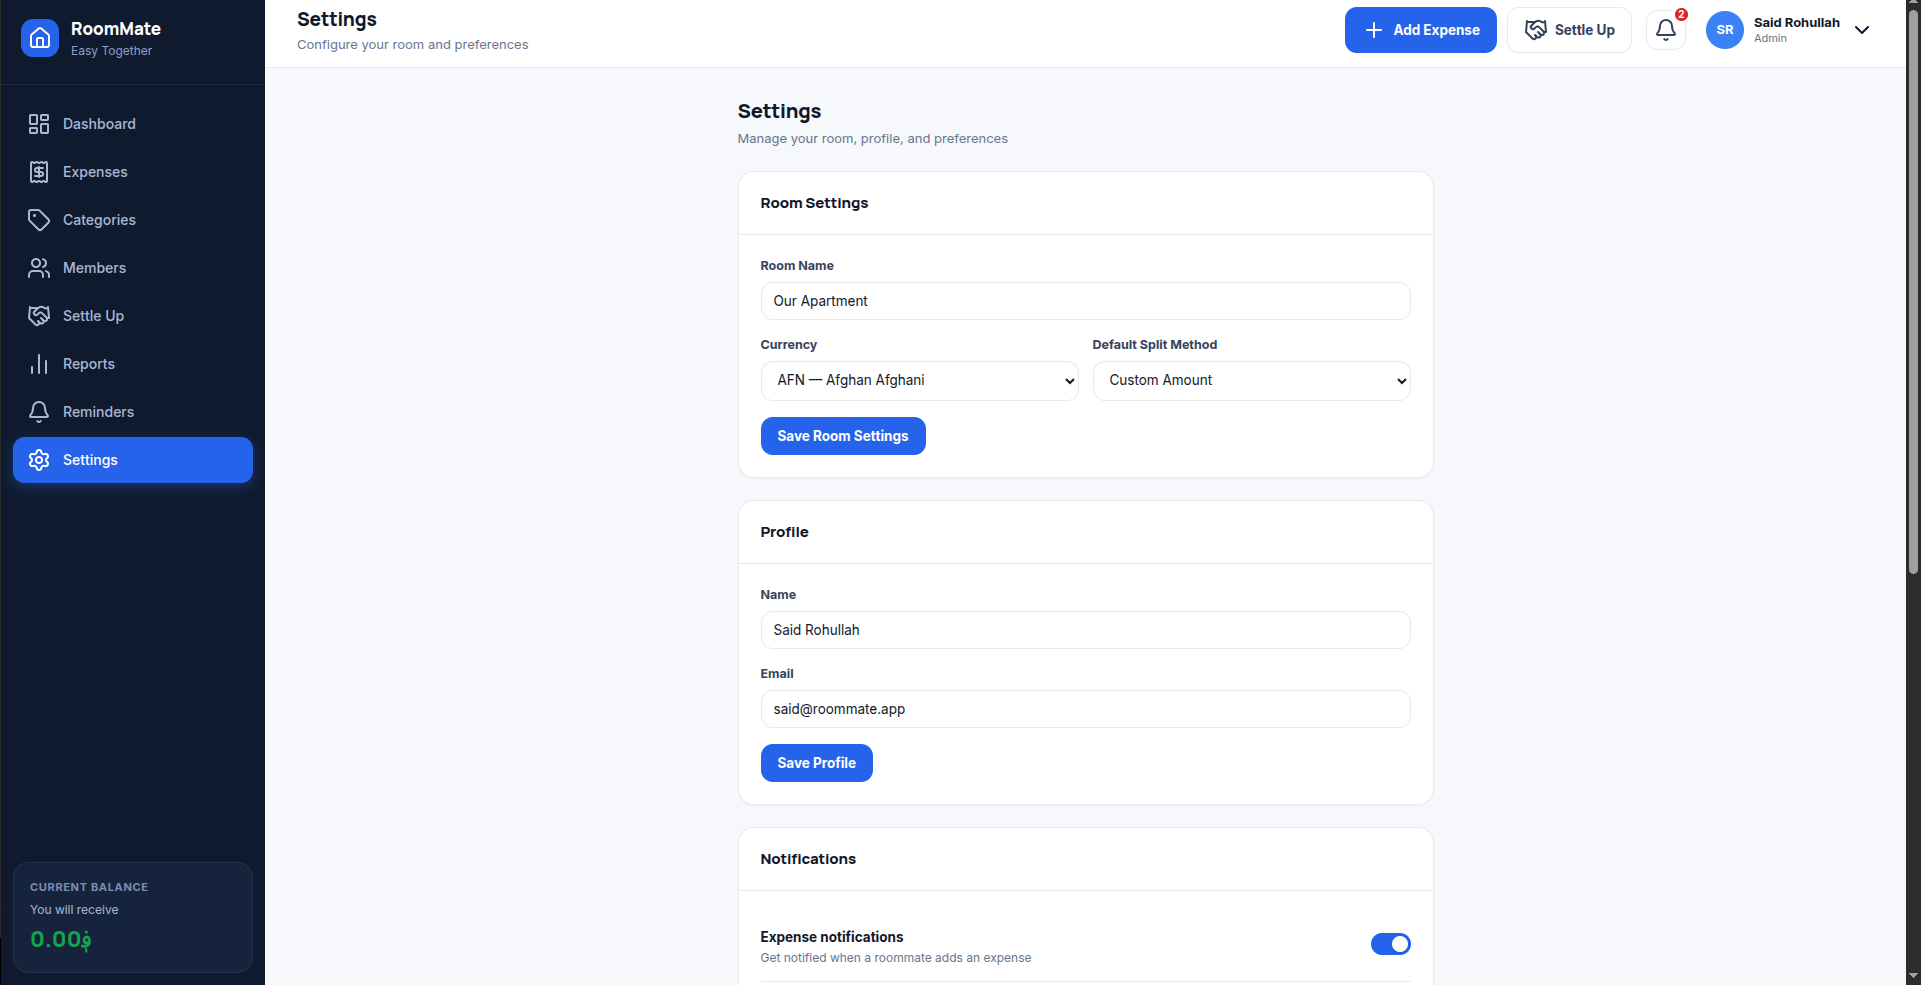 RoomMate
Easy Together
Dashboard
Expenses
Categories
Members
Settle Up
Reports
Reminders
Settings
CURRENT BALANCE
You will receive
0.00؋
Settings
Configure your room and preferences
Add Expense
Settle Up
2
SR
Said Rohullah
Admin
Settings
Manage your room, profile, and preferences
Room Settings
Room Name
Our Apartment
Currency
Default Split Method
AFN — Afghan Afghani
Custom Amount
Save Room Settings
Profile
Name
Said Rohullah
Email
said@roommate.app
Save Profile
Notifications
Expense notifications
Get notified when a roommate adds an expense